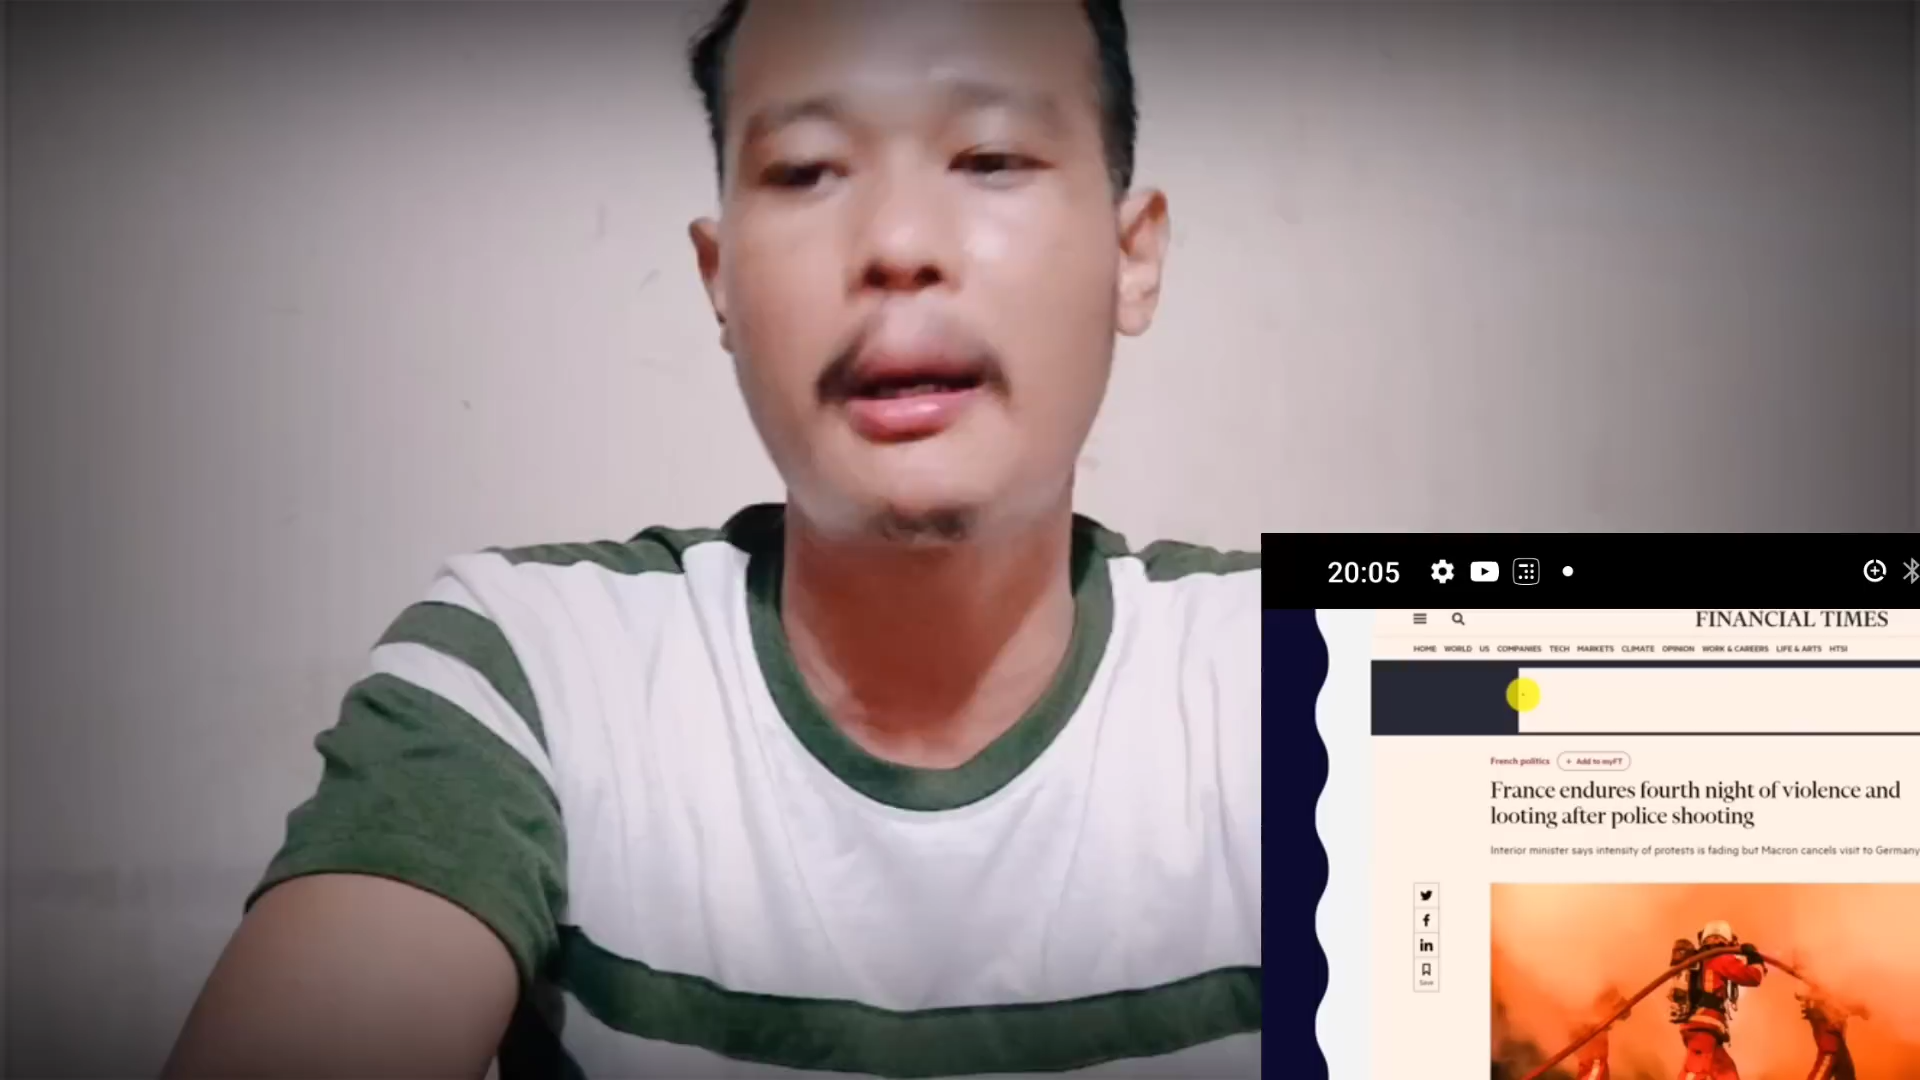 20:05
FINANCIAL TIMES
HOME WORLD US COMPANIES TECH MARKETS CLIMATE OPINION WORK & CAREERS LIFE & ARTS HTSI
French politics + Add to myFT
France endures fourth night of violence and
looting after police shooting
Interior minister says intensity of protests is fading but Macron cancels visit to Germany
Save